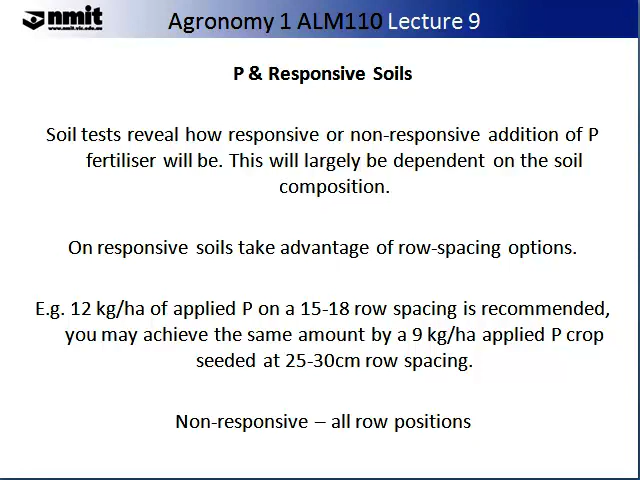 nmit
www.nmit.vic.edu.au
Agronomy 1 ALM110 Lecture 9
P & Responsive Soils
Soil tests reveal how responsive or non-responsive addition of P
fertiliser will be. This will largely be dependent on the soil
composition.
On responsive soils take advantage of row-spacing options.
E.g. 12 kg/ha of applied P on a 15-18 row spacing is recommended,
you may achieve the same amount by a 9 kg/ha applied P crop
seeded at 25-30cm row spacing.
Non-responsive – all row positions